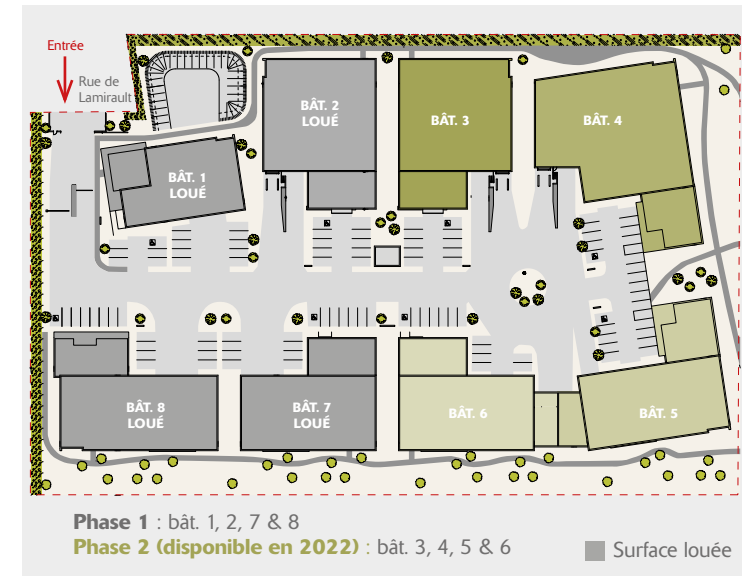 Entrée
Rue de
Lamirault
BÂT. 2
LOUÉ
BÂT. 3
BÂT. 4
BÂT. 1
LOUÉ
BÂT. 8
LOUÉ
BÂT. 7
LOUÉ
BÂT. 6
BÂT. 5
Phase 1 : bât. 1, 2, 7 & 8
Phase 2 (disponible en 2022) : bât. 3, 4, 5 & 6
Surface louée